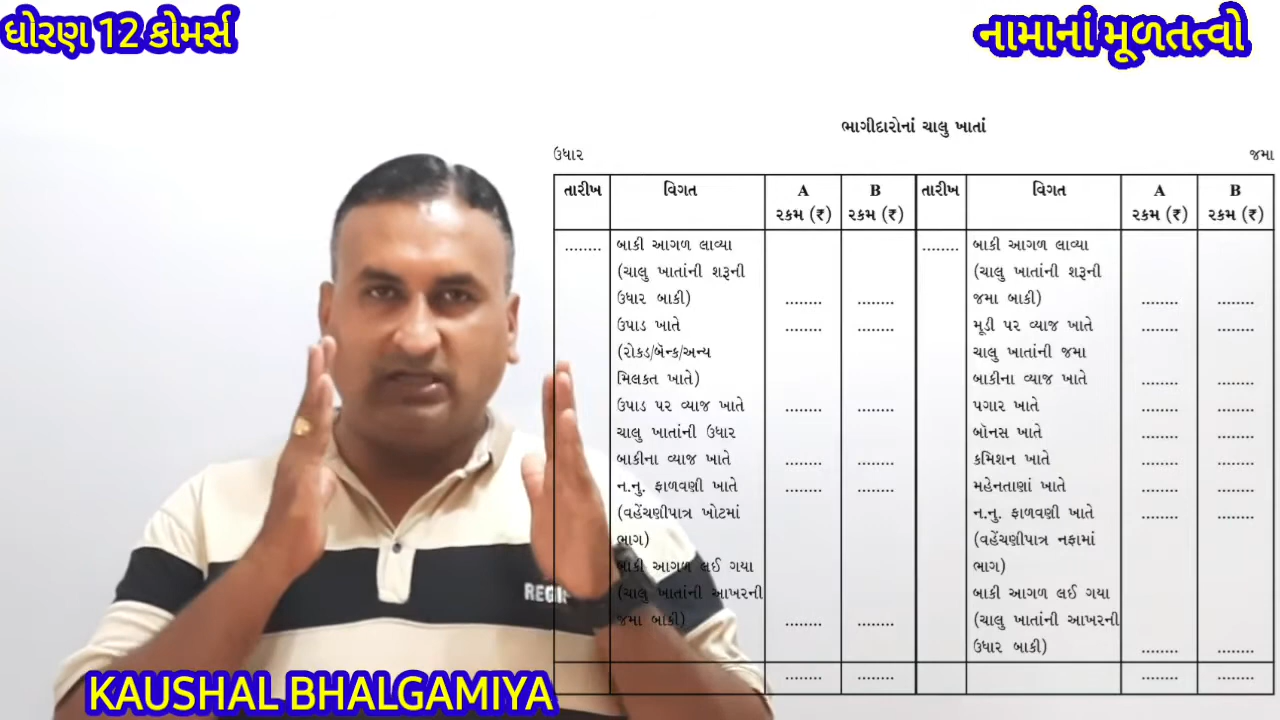 ધોરણ 12 કોમર્સ
નામાનાં મૂળતત્વો
ભાગીદારોનાં ચાલુ ખાતાં
ઉધાર જમા
તારીખ વિગત A B તારીખ વિગત A B
રકમ (₹) રકમ (₹) રકમ (₹) રકમ (₹)
........ બાકી આગળ લાવ્યા ........ બાકી આગળ લાવ્યા
(ચાલુ ખાતાંની શરૂની (ચાલુ ખાતાંની શરૂની
ઉધાર બાકી) ........ ........ જમા બાકી) ........ ........
ઉપાડ ખાતે ........ ........ મૂડી પર વ્યાજ ખાતે ........ ........
(રોકડ/બૅન્ક/અન્ય ચાલુ ખાતાંની જમા
મિલકત ખાતે) બાકીના વ્યાજ ખાતે ........ ........
ઉપાડ પર વ્યાજ ખાતે ........ ........ પગાર ખાતે ........ ........
ચાલુ ખાતાંની ઉધાર બૉનસ ખાતે ........ ........
બાકીના વ્યાજ ખાતે ........ ........ કમિશન ખાતે ........ ........
ન.નુ. ફાળવણી ખાતે ........ ........ મહેનતાણાં ખાતે ........ ........
(વહેંચણીપાત્ર ખોટમાં ન.નુ. ફાળવણી ખાતે ........ ........
ભાગ) (વહેંચણીપાત્ર નફામાં
બાકી આગળ લઈ ગયા ભાગ)
(ચાલુ ખાતાંની આખરની બાકી આગળ લઈ ગયા
જમા બાકી) ........ ........ (ચાલુ ખાતાંની આખરની
ઉધાર બાકી) ........ ........
........ ........ ........ ........
KAUSHAL BHALGAMIYA